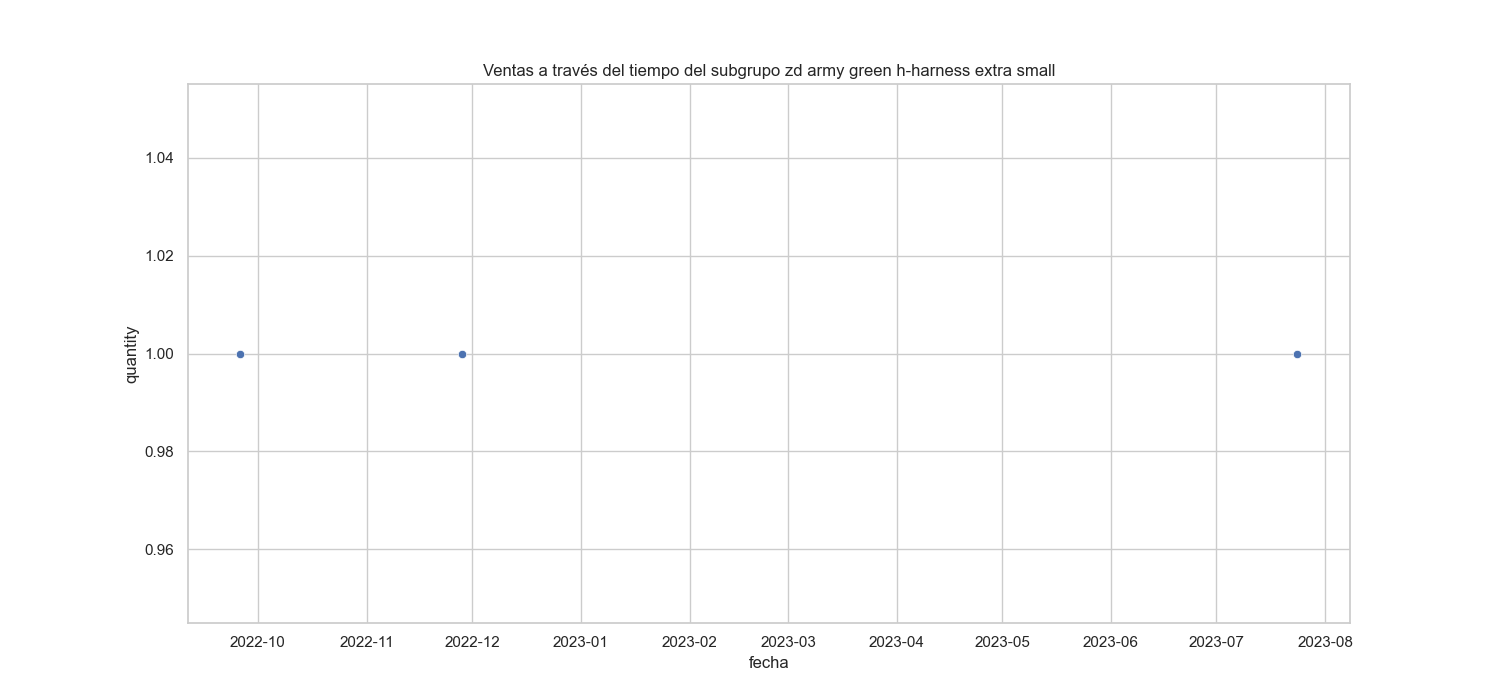 Ventas a través del tiempo del subgrupo zd army green h-harness extra small
1.04
1.02
1.00
0.98
0.96
quantity
2022-10 2022-11 2022-12 2023-01 2023-02 2023-03 2023-04 2023-05 2023-06 2023-07 2023-08
fecha